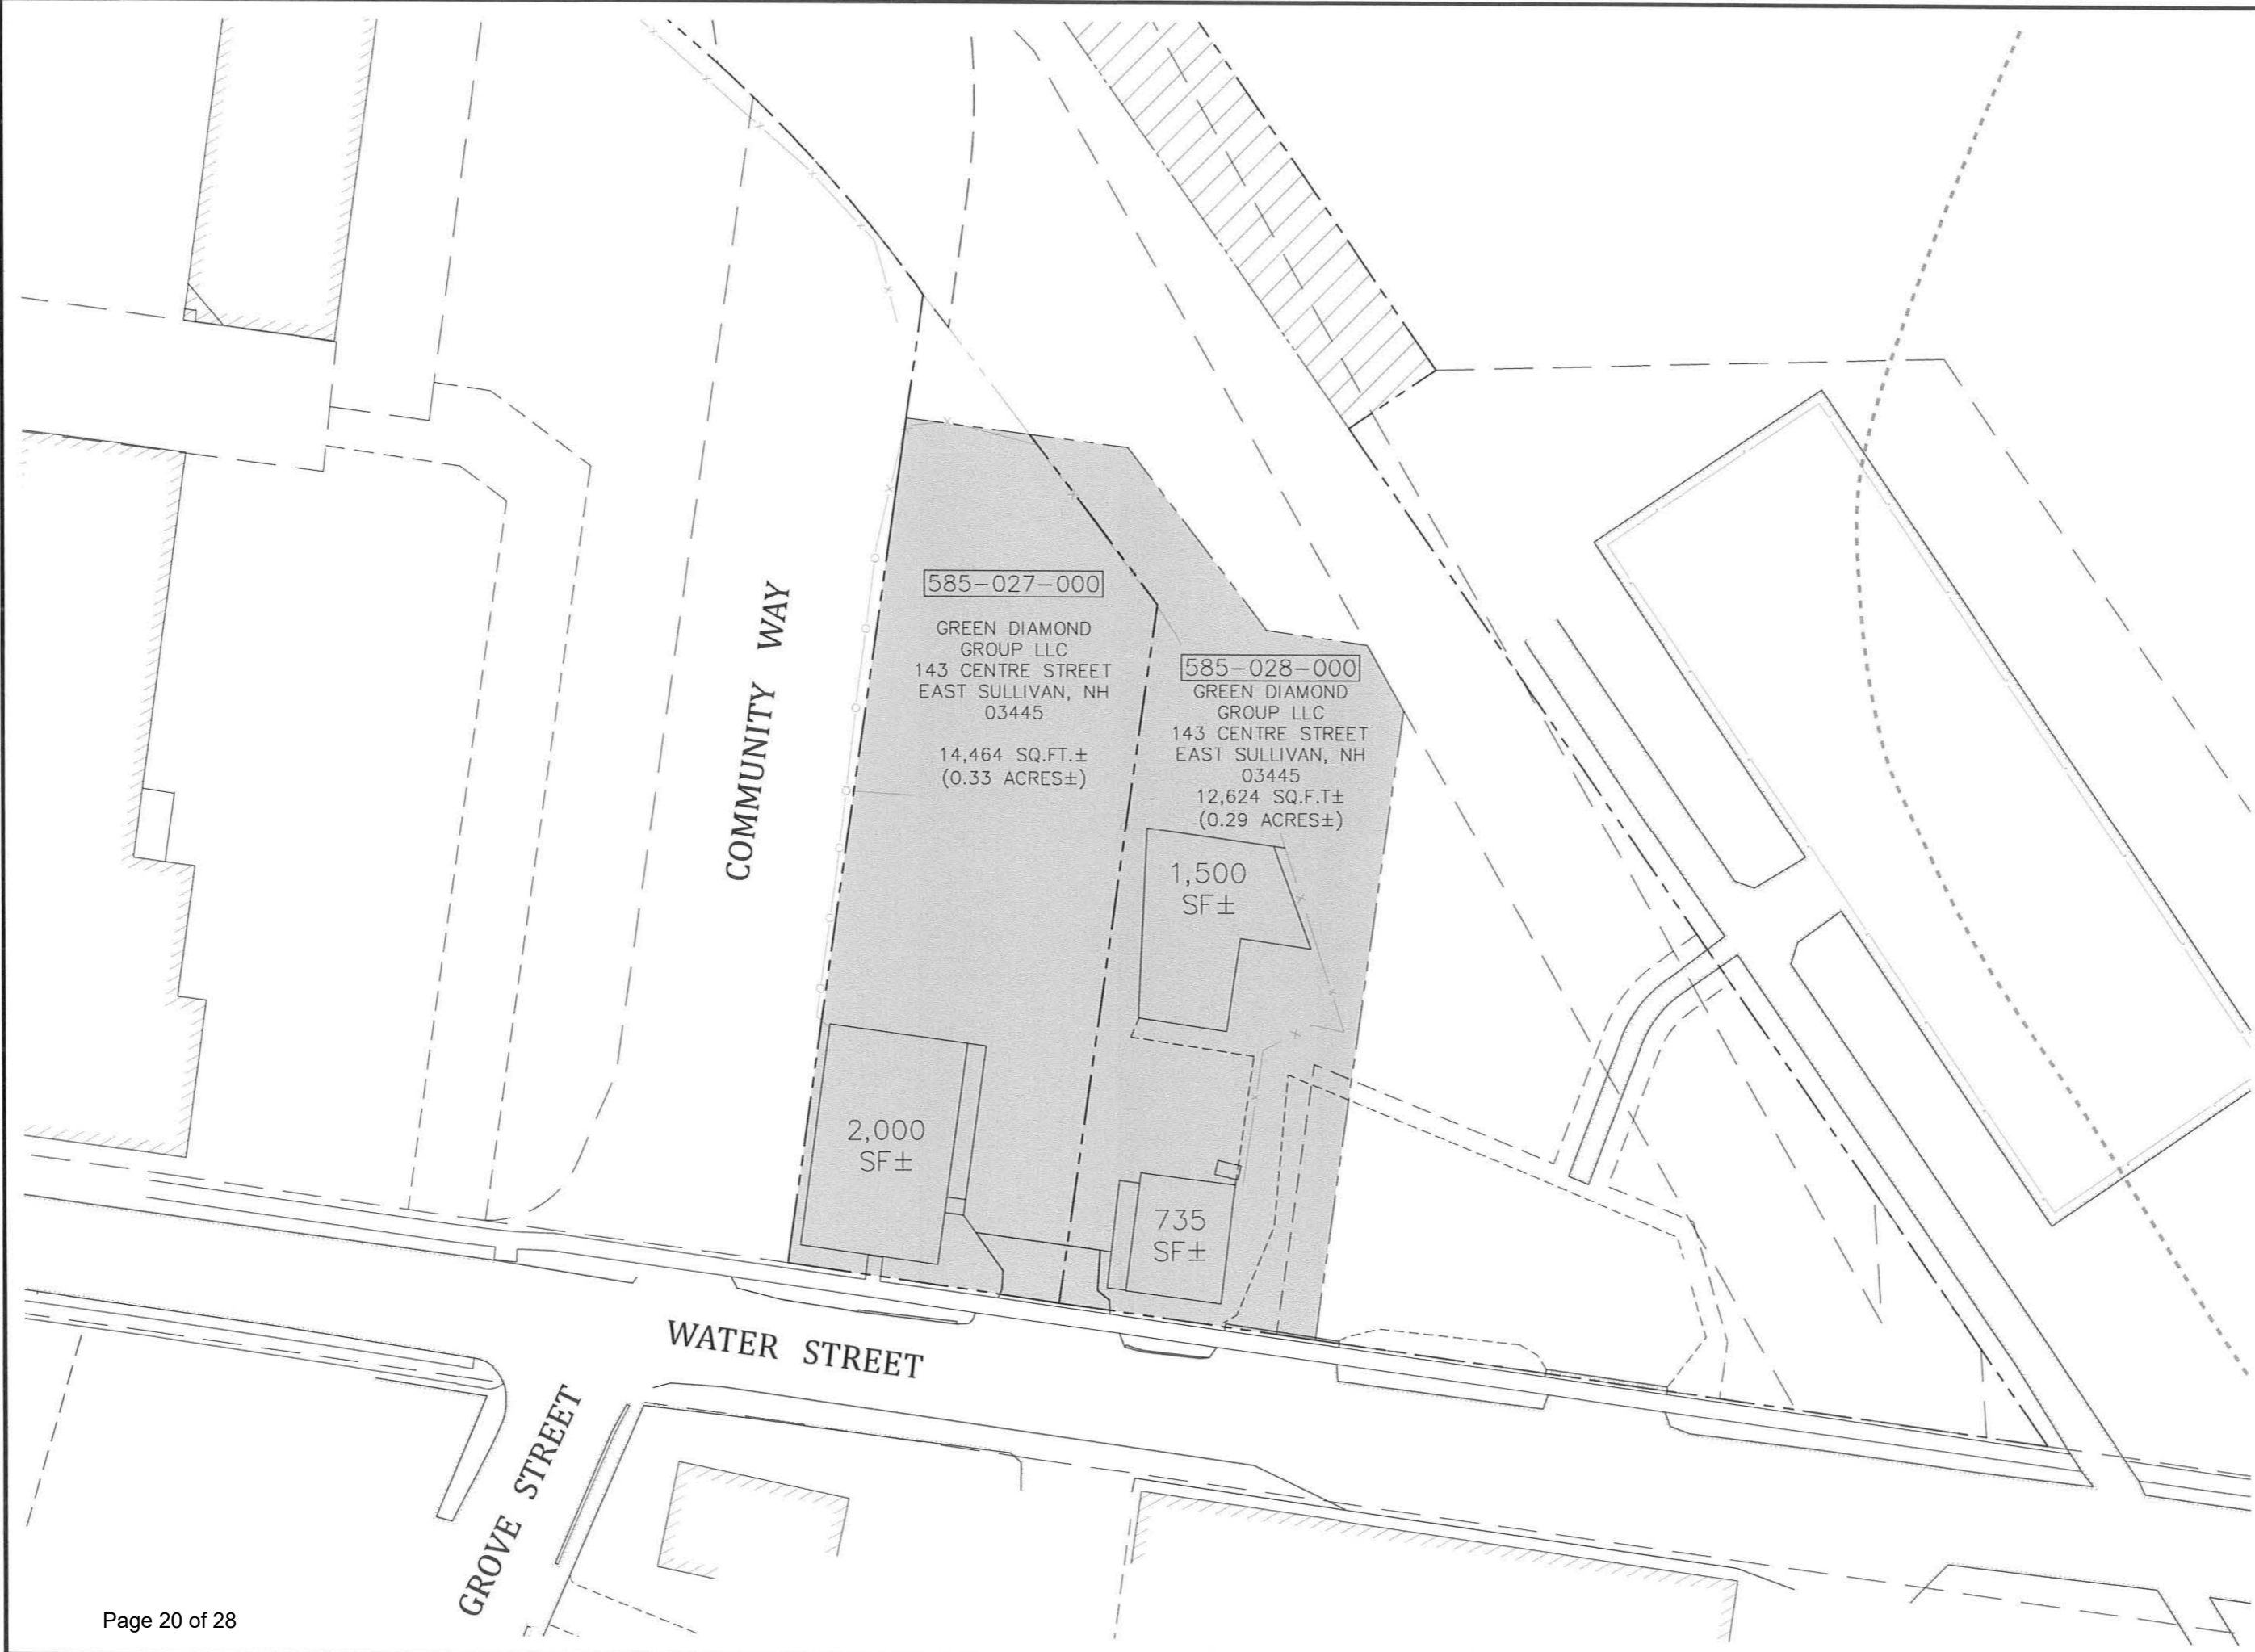 585-027-000
GREEN DIAMOND
GROUP LLC
143 CENTRE STREET
EAST SULLIVAN, NH
03445
14,464 SQ.FT.±
(0.33 ACRES±)
585-028-000
GREEN DIAMOND
GROUP LLC
143 CENTRE STREET
EAST SULLIVAN, NH
03445
12,624 SQ.F.T±
(0.29 ACRES±)
COMMUNITY WAY
1,500
SF±
2,000
SF±
735
SF±
WATER STREET
GROVE STREET
Page 20 of 28